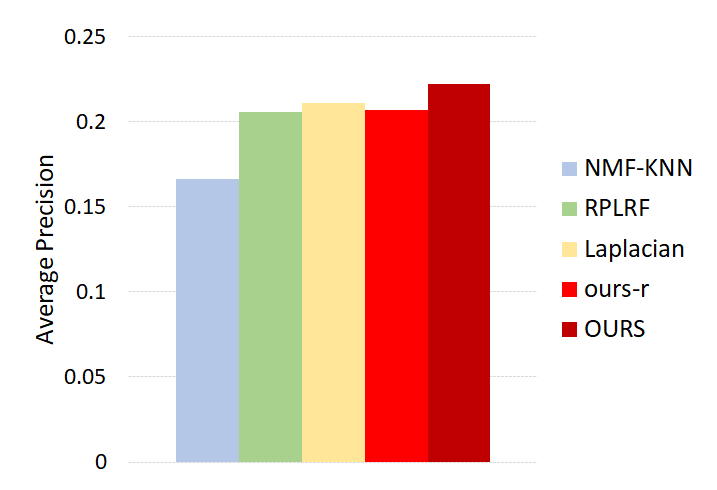 0.25
0.2
0.15
0.1
0.05
0
Average Precision
NMF-KNN
RPLRF
Laplacian
ours-r
OURS